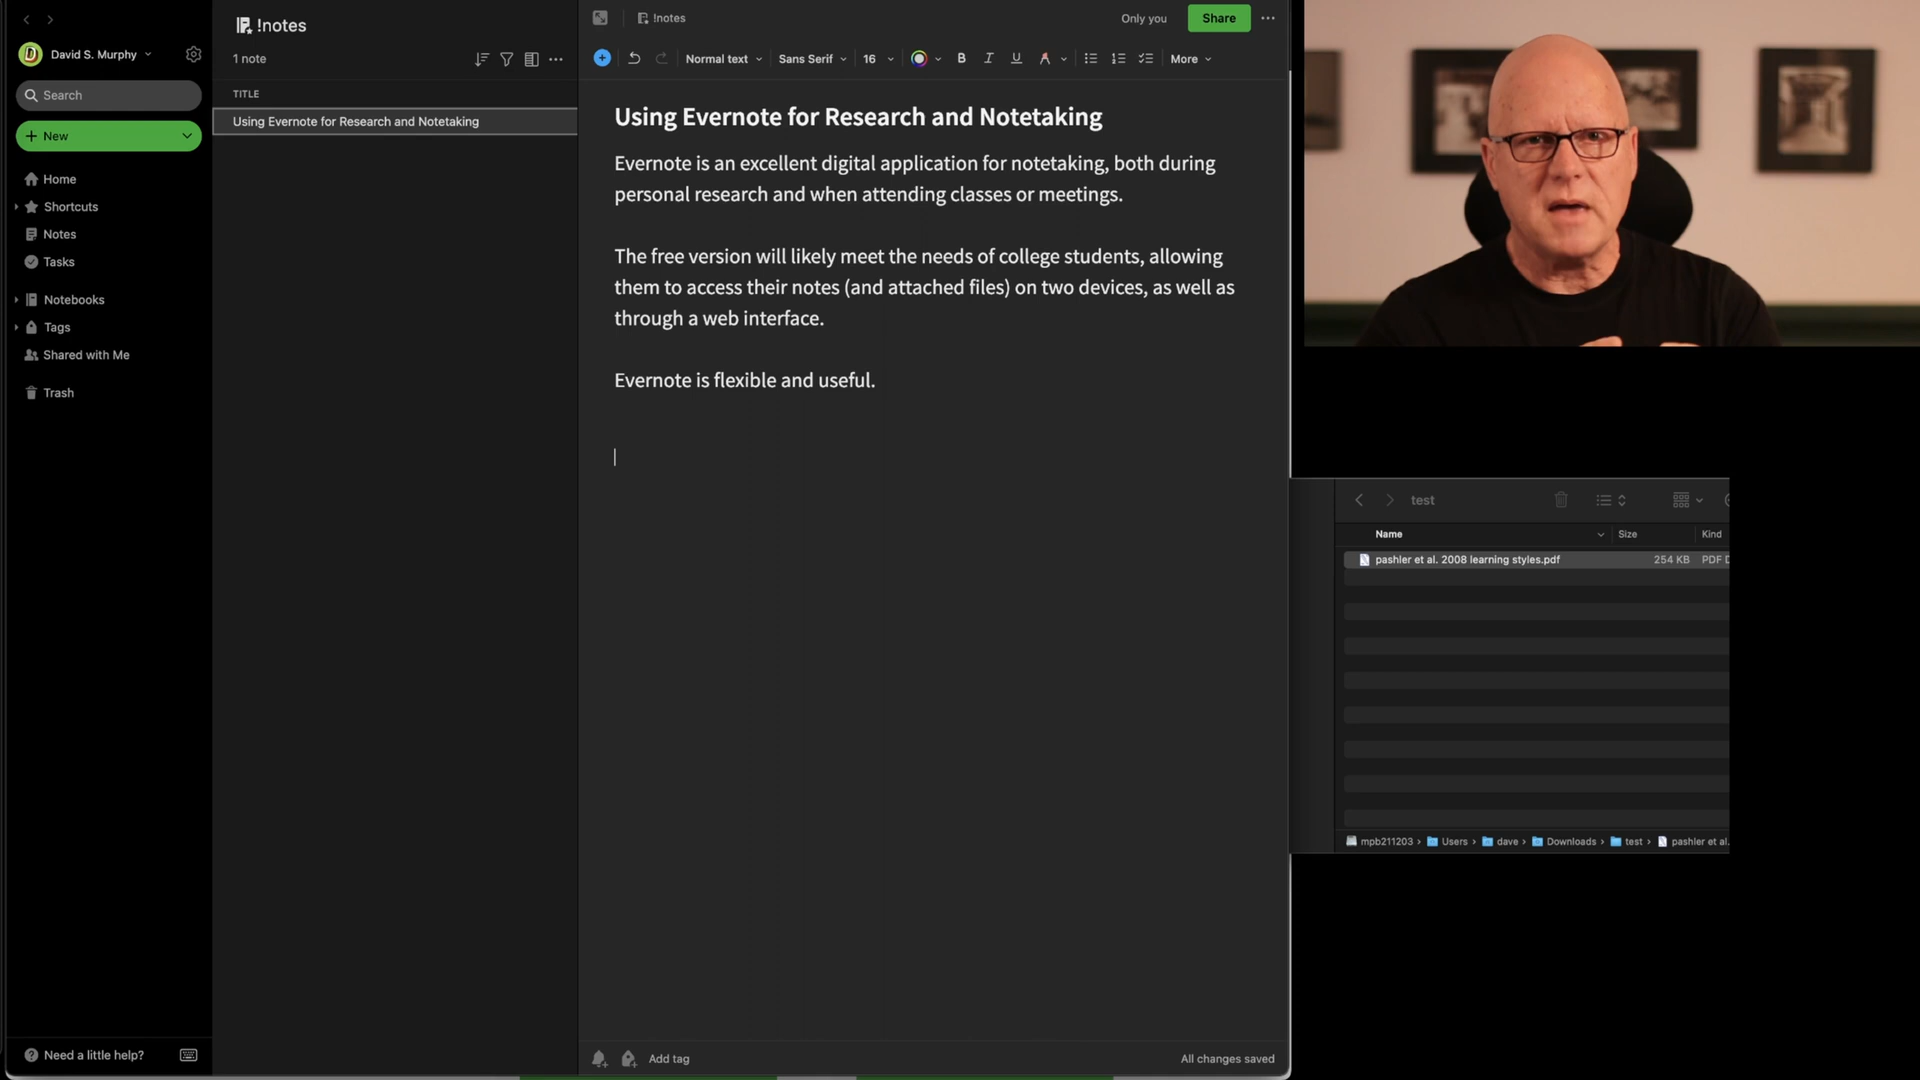 David S. Murphy
Search
New
Home
Shortcuts
Notes
Tasks
Notebooks
Tags
Shared with Me
Trash
Need a little help?
!notes
1 note
TITLE
Using Evernote for Research and Notetaking
!notes
Only you
Share
Normal text
Sans Serif
16
B
I
U
A
More
Using Evernote for Research and Notetaking
Evernote is an excellent digital application for notetaking, both during
personal research and when attending classes or meetings.
The free version will likely meet the needs of college students, allowing
them to access their notes (and attached files) on two devices, as well as
through a web interface.
Evernote is flexible and useful.
Add tag
All changes saved
test
Name
Size
Kind
pashler et al. 2008 learning styles.pdf
254 KB
PDF D
mpb211203 › Users › dave › Downloads › test › pashler et al.